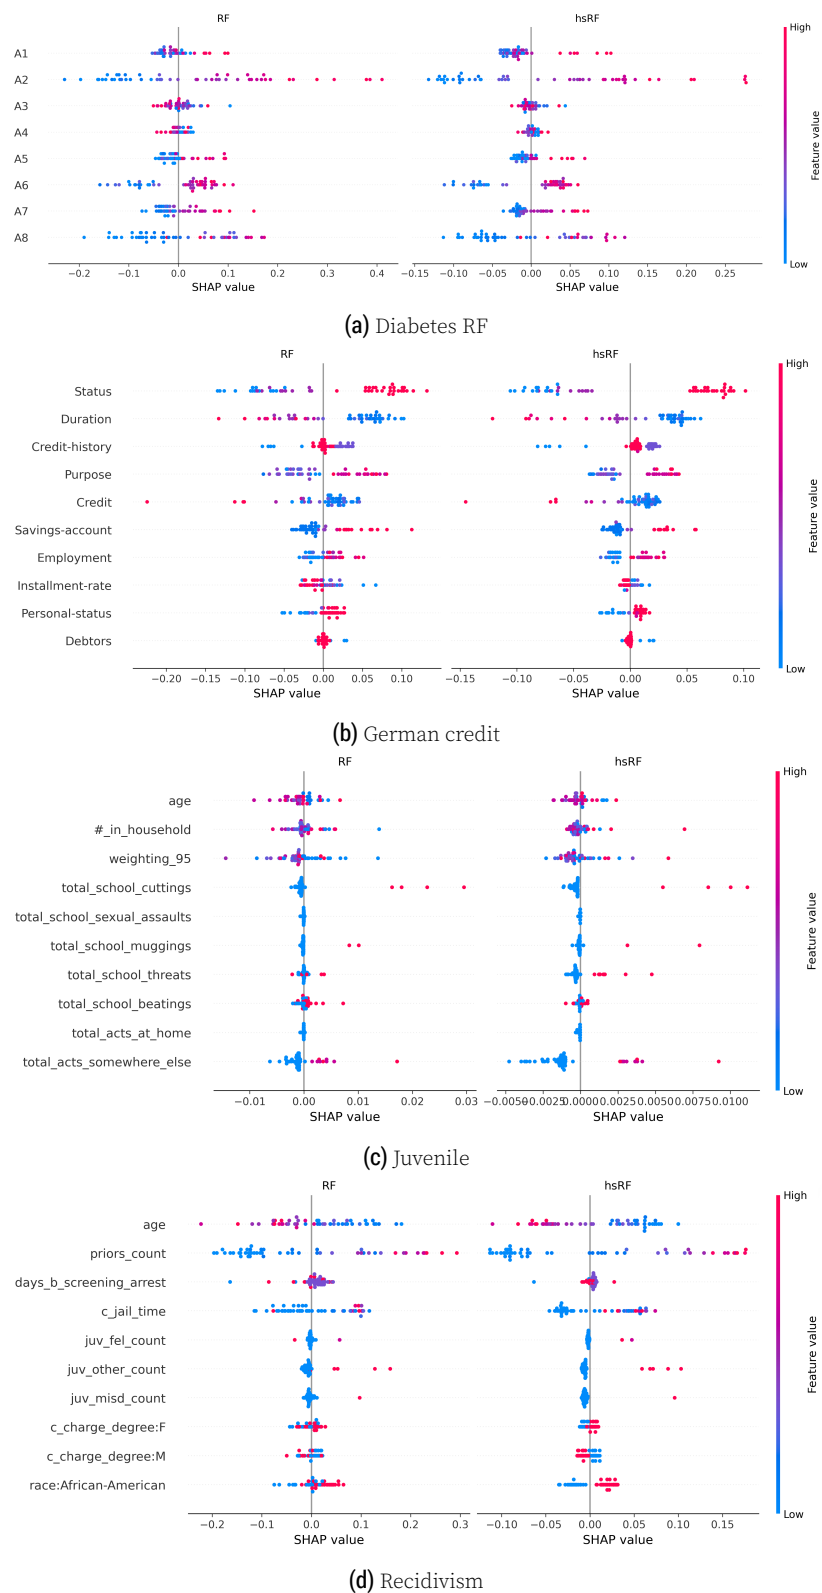 RF hsRF
High
A1
A2
A3
A4
A5
A6
A7
A8
Feature value
Low
−0.2 −0.1 0.0 0.1 0.2 0.3 0.4
−0.15 −0.10 −0.05 0.00 0.05 0.10 0.15 0.20 0.25
SHAP value SHAP value
(a) Diabetes RF
RF hsRF
High
Status
Duration
Credit-history
Purpose
Credit
Savings-account
Employment
Installment-rate
Personal-status
Debtors
Feature value
Low
−0.20 −0.15 −0.10 −0.05 0.00 0.05 0.10
−0.15 −0.10 −0.05 0.00 0.05 0.10
SHAP value SHAP value
(b) German credit
RF hsRF
High
age
#_in_household
weighting_95
total_school_cuttings
total_school_sexual_assaults
total_school_muggings
total_school_threats
total_school_beatings
total_acts_at_home
total_acts_somewhere_else
Feature value
Low
−0.01 0.00 0.01 0.02 0.03
−0.0050 −0.0025 0.0000 0.0025 0.0050 0.0075 0.0100
SHAP value SHAP value
(c) Juvenile
RF hsRF
High
age
priors_count
days_b_screening_arrest
c_jail_time
juv_fel_count
juv_other_count
juv_misd_count
c_charge_degree:F
c_charge_degree:M
race:African-American
Feature value
Low
−0.2 −0.1 0.0 0.1 0.2 0.3
−0.10 −0.05 0.00 0.05 0.10 0.15
SHAP value SHAP value
(d) Recidivism